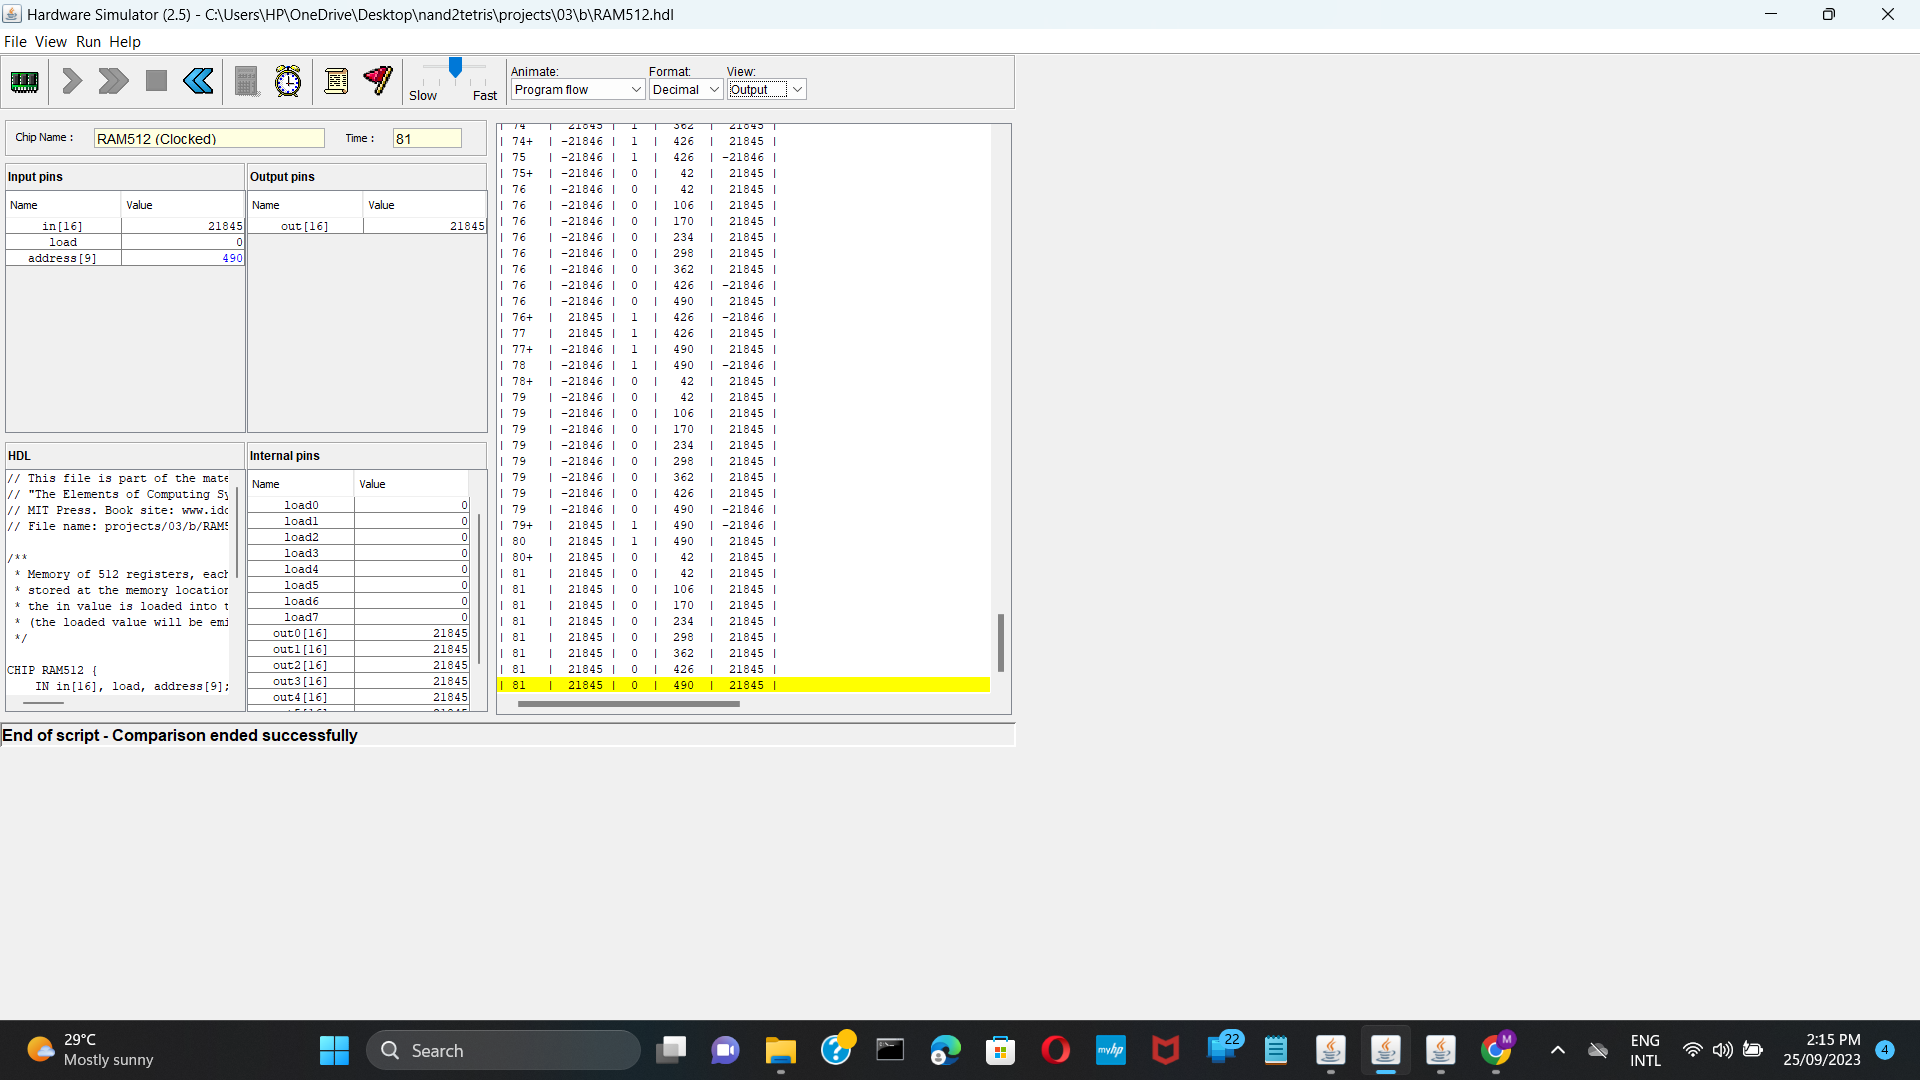 Hardware Simulator (2.5) - C:\Users\HP\OneDrive\Desktop\nand2tetris\projects\03\b\RAM512.hdl
File View Run Help
Slow Fast
Animate: Format: View:
Program flow Decimal Output
Chip Name : RAM512 (Clocked) Time : 81
Input pins
Name Value
in[16] 21845
load 0
address[9] 490
Output pins
Name Value
out[16] 21845
HDL
// This file is part of the mate
// "The Elements of Computing Sy
// MIT Press. Book site: www.idc
// File name: projects/03/b/RAM5
/**
* Memory of 512 registers, each
* stored at the memory location
* the in value is loaded into t
* (the loaded value will be emi
*/
CHIP RAM512 {
IN in[16], load, address[9];
Internal pins
Name Value
load0 0
load1 0
load2 0
load3 0
load4 0
load5 0
load6 0
load7 0
out0[16] 21845
out1[16] 21845
out2[16] 21845
out3[16] 21845
out4[16] 21845
| 74 | 21845 | 1 | 362 | 21845 |
| 74+ | -21846 | 1 | 426 | 21845 |
| 75 | -21846 | 1 | 426 | -21846 |
| 75+ | -21846 | 0 | 42 | 21845 |
| 76 | -21846 | 0 | 42 | 21845 |
| 76 | -21846 | 0 | 106 | 21845 |
| 76 | -21846 | 0 | 170 | 21845 |
| 76 | -21846 | 0 | 234 | 21845 |
| 76 | -21846 | 0 | 298 | 21845 |
| 76 | -21846 | 0 | 362 | 21845 |
| 76 | -21846 | 0 | 426 | -21846 |
| 76 | -21846 | 0 | 490 | 21845 |
| 76+ | 21845 | 1 | 426 | -21846 |
| 77 | 21845 | 1 | 426 | 21845 |
| 77+ | -21846 | 1 | 490 | 21845 |
| 78 | -21846 | 1 | 490 | -21846 |
| 78+ | -21846 | 0 | 42 | 21845 |
| 79 | -21846 | 0 | 42 | 21845 |
| 79 | -21846 | 0 | 106 | 21845 |
| 79 | -21846 | 0 | 170 | 21845 |
| 79 | -21846 | 0 | 234 | 21845 |
| 79 | -21846 | 0 | 298 | 21845 |
| 79 | -21846 | 0 | 362 | 21845 |
| 79 | -21846 | 0 | 426 | 21845 |
| 79 | -21846 | 0 | 490 | -21846 |
| 79+ | 21845 | 1 | 490 | -21846 |
| 80 | 21845 | 1 | 490 | 21845 |
| 80+ | 21845 | 0 | 42 | 21845 |
| 81 | 21845 | 0 | 42 | 21845 |
| 81 | 21845 | 0 | 106 | 21845 |
| 81 | 21845 | 0 | 170 | 21845 |
| 81 | 21845 | 0 | 234 | 21845 |
| 81 | 21845 | 0 | 298 | 21845 |
| 81 | 21845 | 0 | 362 | 21845 |
| 81 | 21845 | 0 | 426 | 21845 |
| 81 | 21845 | 0 | 490 | 21845 |
End of script - Comparison ended successfully
29°C
Mostly sunny
Search
myhp
22
M
ENG
INTL
2:15 PM
25/09/2023
4